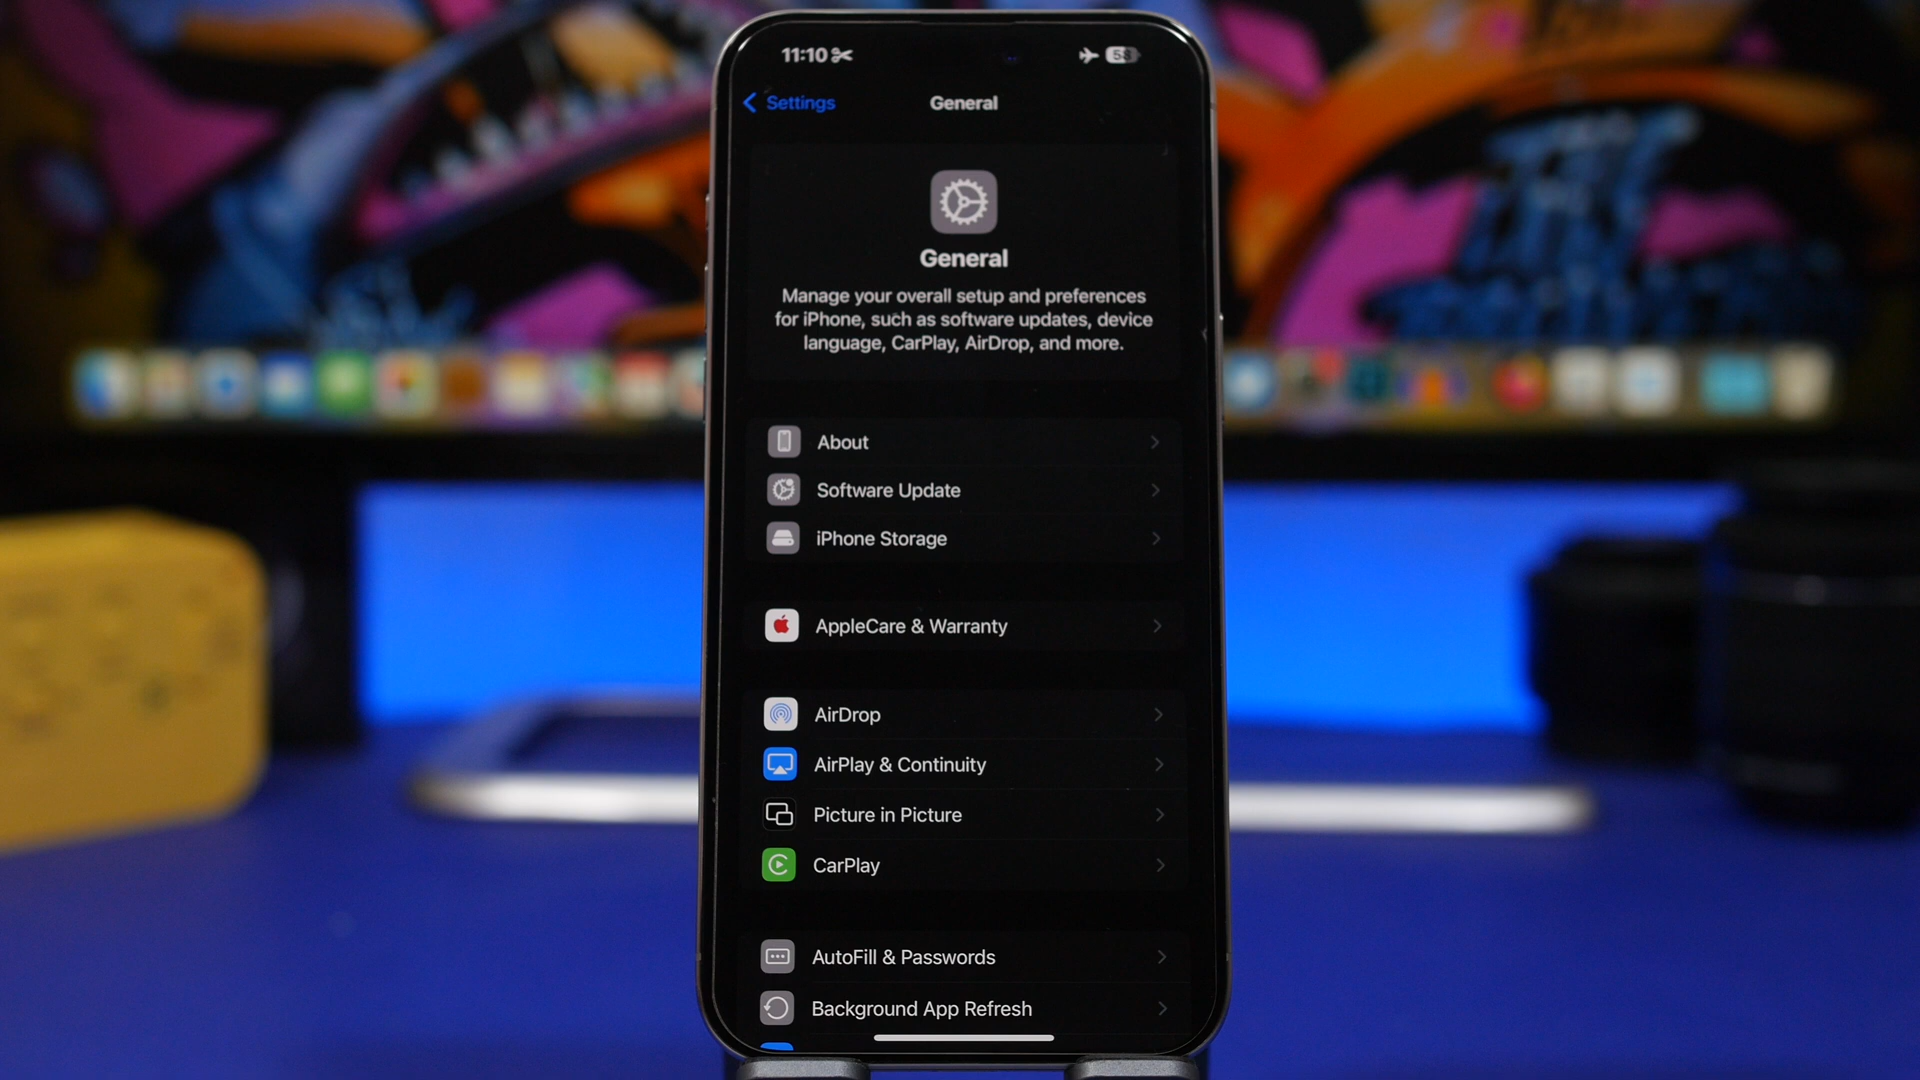 11:10
58
Settings
General
General
Manage your overall setup and preferences
for iPhone, such as software updates, device
language, CarPlay, AirDrop, and more.
About
Software Update
iPhone Storage
AppleCare & Warranty
AirDrop
AirPlay & Continuity
Picture in Picture
CarPlay
AutoFill & Passwords
Background App Refresh